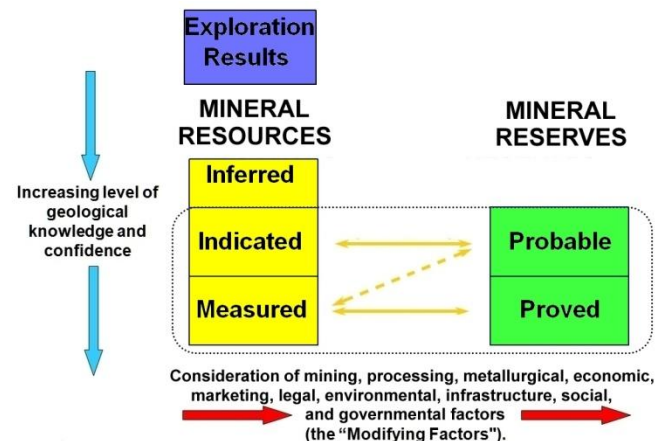 Exploration
Results
MINERAL
RESOURCES
MINERAL
RESERVES
Inferred
Increasing level of
geological
knowledge and
confidence
Indicated
Probable
Measured
Proved
Consideration of mining, processing, metallurgical, economic,
marketing, legal, environmental, infrastructure, social,
and governmental factors
(the “Modifying Factors").